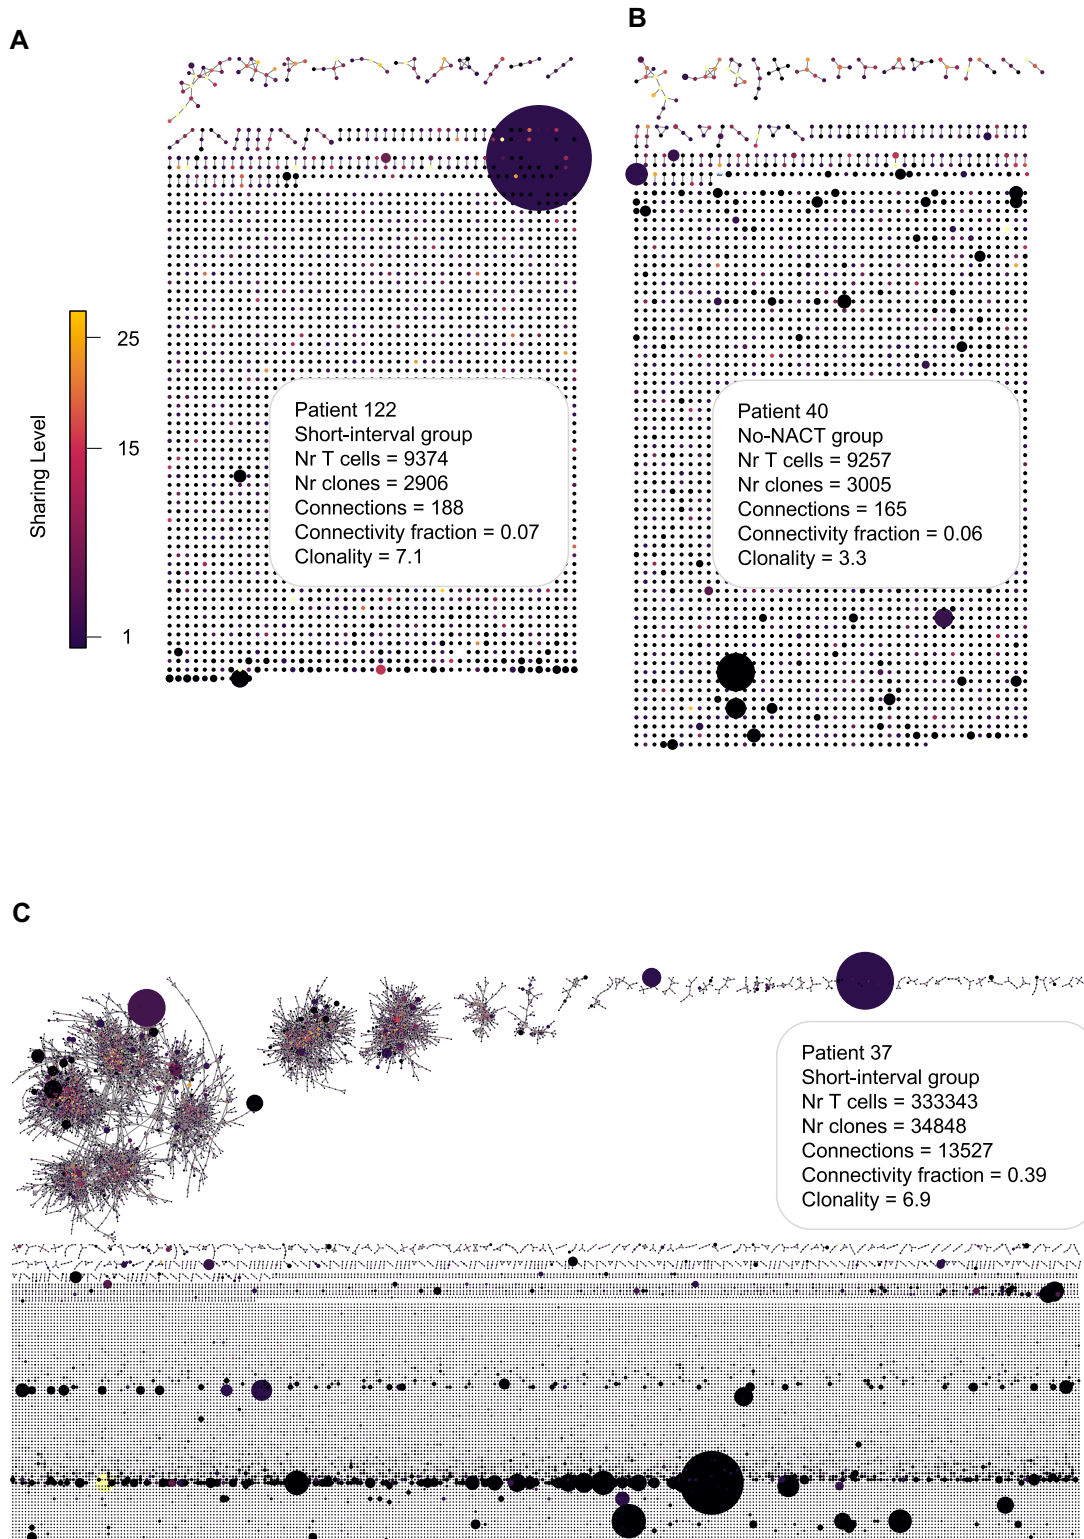 A
B
Sharing Level
25
15
1
Patient 122
Short-interval group
Nr T cells = 9374
Nr clones = 2906
Connections = 188
Connectivity fraction = 0.07
Clonality = 7.1
Patient 40
No-NACT group
Nr T cells = 9257
Nr clones = 3005
Connections = 165
Connectivity fraction = 0.06
Clonality = 3.3
C
Patient 37
Short-interval group
Nr T cells = 333343
Nr clones = 34848
Connections = 13527
Connectivity fraction = 0.39
Clonality = 6.9